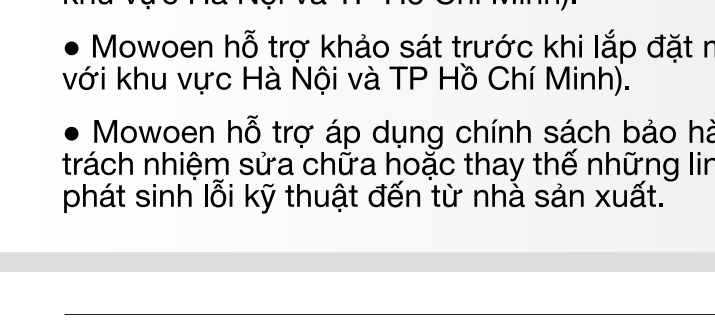 ● Mowoen hỗ trợ khảo sát trước khi lắp đặt
với khu vực Hà Nội và TP Hồ Chí Minh).
● Mowoen hỗ trợ áp dụng chính sách bảo
trách nhiệm sửa chữa hoặc thay thế những
phát sinh lỗi kỹ thuật đến từ nhà sản xuất.